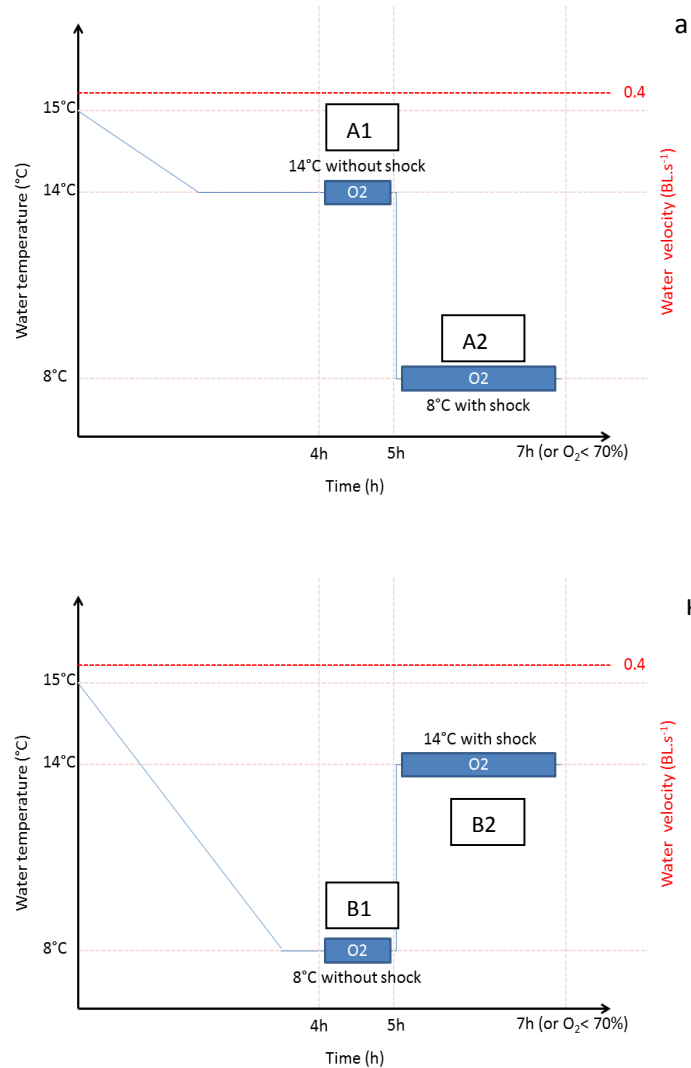 a
0.4
15°C
A1
14°C without shock
14°C
O2
Water temperature (°C)
Water velocity (BL.s-1)
A2
8°C
O2
8°C with shock
4h
5h
7h (or O2< 70%)
Time (h)
0.4
15°C
14°C with shock
14°C
O2
Water temperature (°C)
Water velocity (BL.s-1)
B2
B1
8°C
O2
8°C without shock
4h
5h
7h (or O2< 70%)
Time (h)